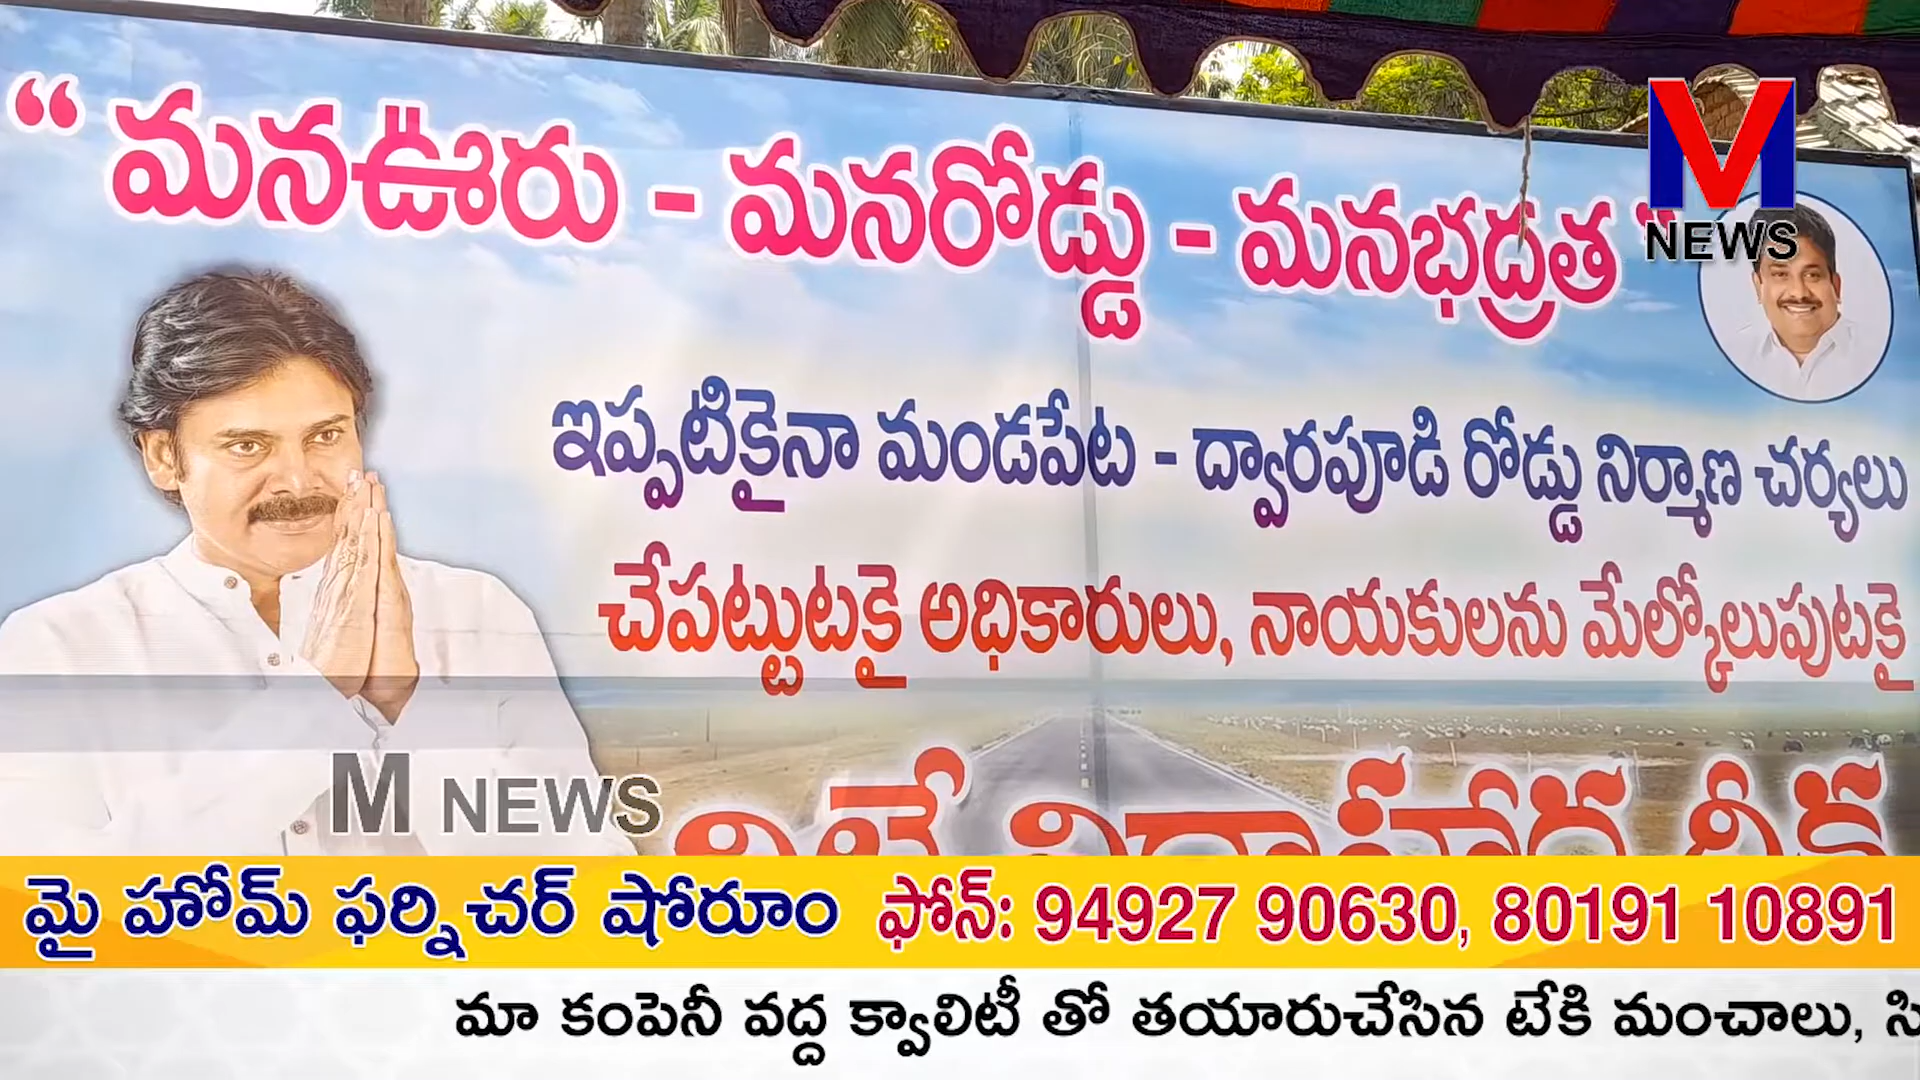 “ మనఊరు - మనరోడ్డు - మనభద్రత "
M
NEWS
ఇప్పటికైనా మండపేట - ద్వారపూడి రోడ్డు నిర్మాణ చర్యలు
చేపట్టుటకై అధికారులు, నాయకులను మేల్కోలుపుటకై
M NEWS
మై హోమ్ ఫర్నిచర్ షోరూం ఫోన్: 94927 90630, 80191 10891
మా కంపెనీ వద్ద క్వాలిటీ తో తయారుచేసిన టేకి మంచాలు,